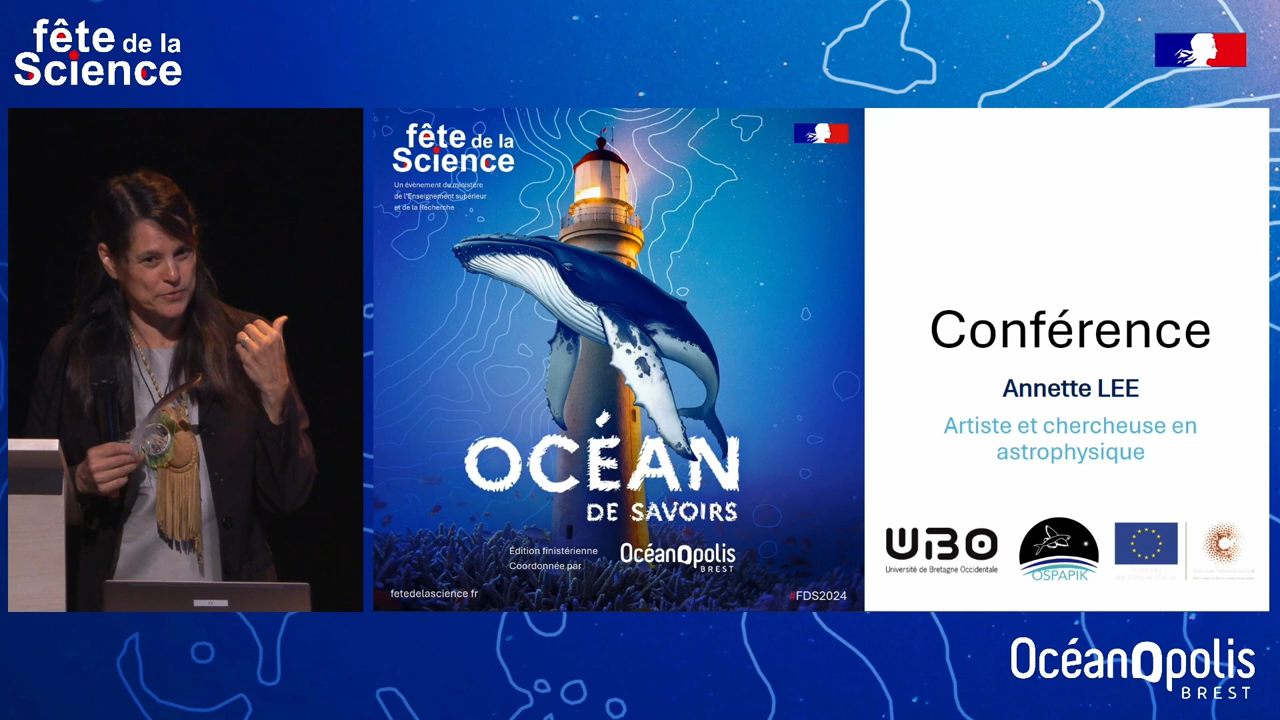 fête de la
Science
fête de la
Science
Un événement du ministère
de l'Enseignement supérieur
et de la Recherche
OCÉAN
DE SAVOIRS
Édition finistérienne
Coordonnée par
OcéanOpolis
BREST
fetedelascience.fr
#FDS2024
Conférence
Annette LEE
Artiste et chercheuse en
astrophysique
UBO
Université de Bretagne Occidentale
OSPAPIK
OcéanOpolis
BREST